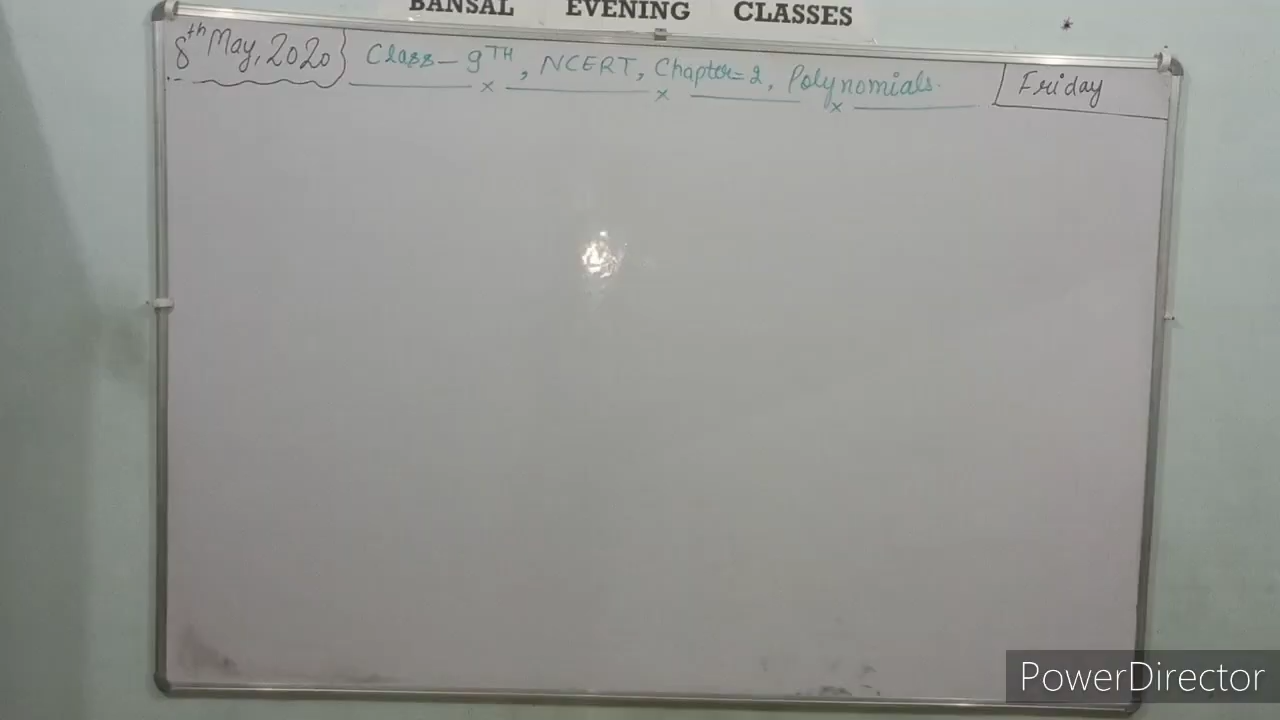 BANSAL EVENING CLASSES
8th May, 2020} Class - 9TH, NCERT, Chapter = 2, Polynomials. Friday
PowerDirector